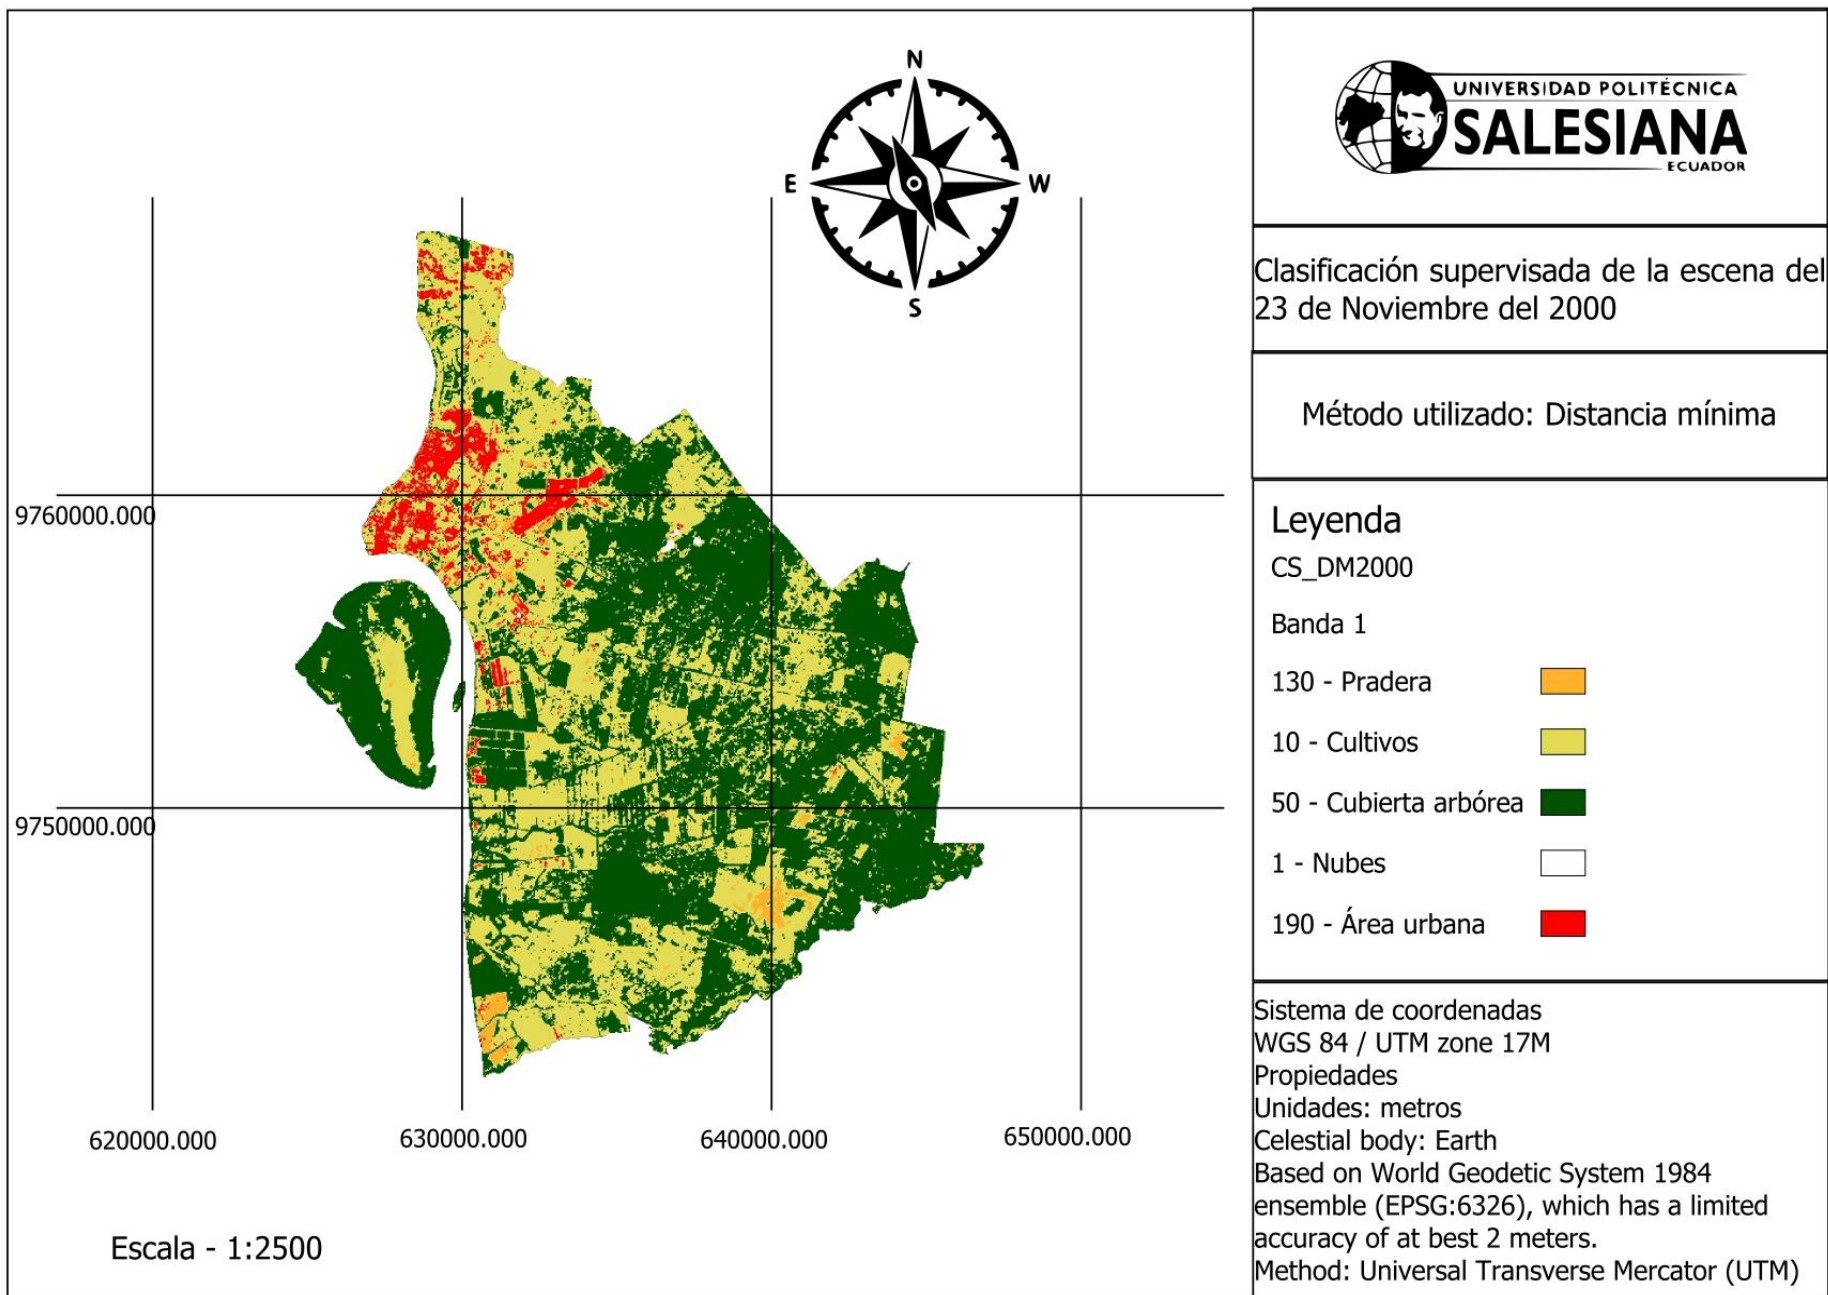 N
E
W
S
UNIVERSIDAD POLITÉCNICA
SALESIANA
ECUADOR
Clasificación supervisada de la escena del
23 de Noviembre del 2000
Método utilizado: Distancia mínima
9760000.000
9750000.000
620000.000
630000.000
640000.000
650000.000
Escala - 1:2500
Leyenda
CS_DM2000
Banda 1
130 - Pradera
10 - Cultivos
50 - Cubierta arbórea
1 - Nubes
190 - Área urbana
Sistema de coordenadas
WGS 84 / UTM zone 17M
Propiedades
Unidades: metros
Celestial body: Earth
Based on World Geodetic System 1984
ensemble (EPSG:6326), which has a limited
accuracy of at best 2 meters.
Method: Universal Transverse Mercator (UTM)